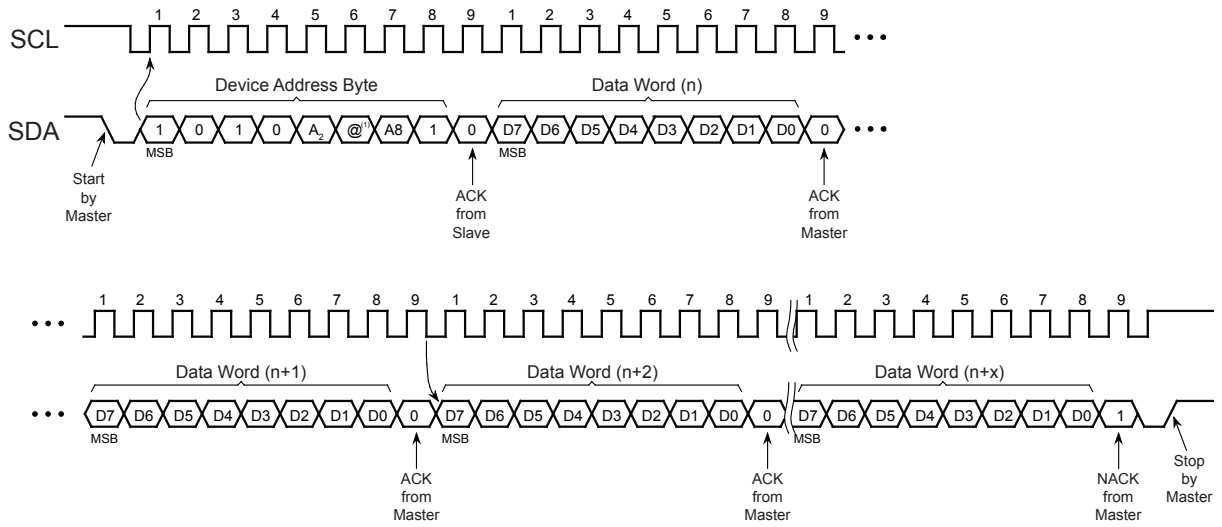 1 2 3 4 5 6 7 8 9 1 2 3 4 5 6 7 8 9
SCL
Device Address Byte Data Word (n)
SDA 1 0 1 0 A2 @(1) A8 1 0 D7 D6 D5 D4 D3 D2 D1 D0 0
MSB MSB
Start
by
Master
ACK
from
Slave
ACK
from
Master
1 2 3 4 5 6 7 8 9 1 2 3 4 5 6 7 8 9 1 2 3 4 5 6 7 8 9
Data Word (n+1) Data Word (n+2) Data Word (n+x)
D7 D6 D5 D4 D3 D2 D1 D0 0 D7 D6 D5 D4 D3 D2 D1 D0 0 D7 D6 D5 D4 D3 D2 D1 D0 1
MSB MSB MSB
ACK
from
Master
ACK
from
Master
NACK
from
Master
Stop
by
Master